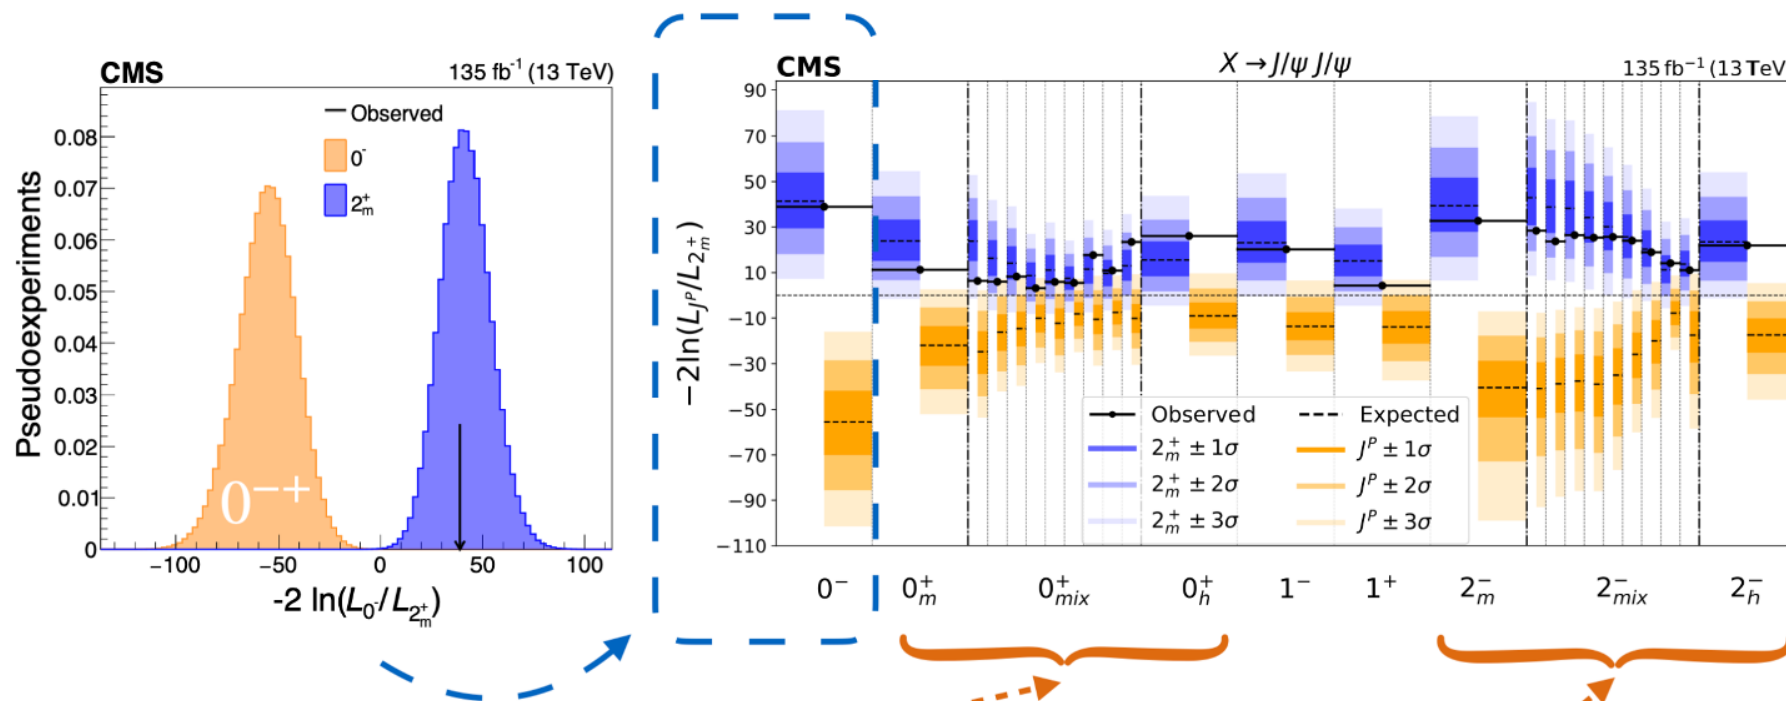 CMS 135 fb⁻¹ (13 TeV)
Observed
0⁻
2⁺ₘ
Pseudoexperiments
0.08
0.07
0.06
0.05
0.04
0.03
0.02
0.01
0
0⁻⁺
−100 −50 0 50 100
-2 ln(L₀⁻/L₂⁺ₘ)
CMS X → J/ψ J/ψ 135 fb⁻¹ (13 TeV
−2ln(L_Jᴾ/L₂⁺ₘ)
90
70
50
30
10
−10
−30
−50
−70
−90
−110
Observed Expected
2⁺ₘ ± 1σ Jᴾ ± 1σ
2⁺ₘ ± 2σ Jᴾ ± 2σ
2⁺ₘ ± 3σ Jᴾ ± 3σ
0⁻ 0⁺ₘ 0⁺ₘᵢₓ 0⁺ₕ 1⁻ 1⁺ 2⁻ₘ 2⁻ₘᵢₓ 2⁻ₕ